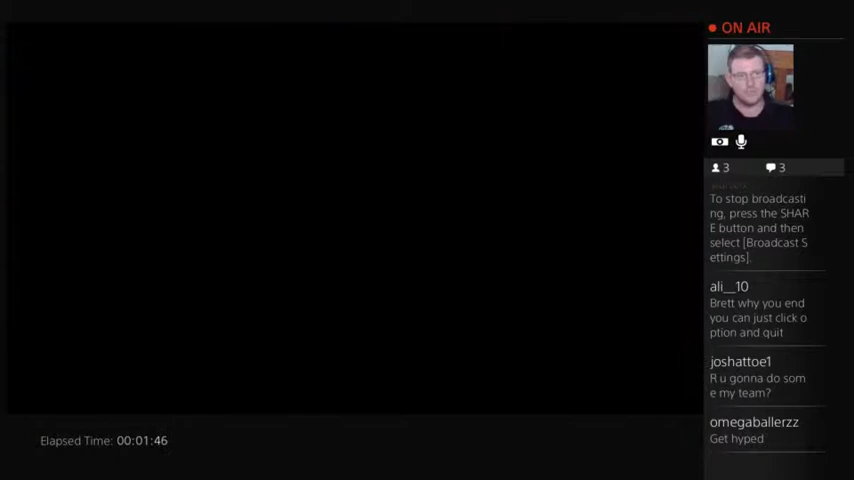 ON AIR
3
3
To stop broadcasti
ng, press the SHAR
E button and then
select [Broadcast S
ettings].
ali__10
Brett why you end
you can just click o
ption and quit
joshattoe1
R u gonna do som
e my team?
omegaballerzz
Get hyped
Elapsed Time: 00:01:46